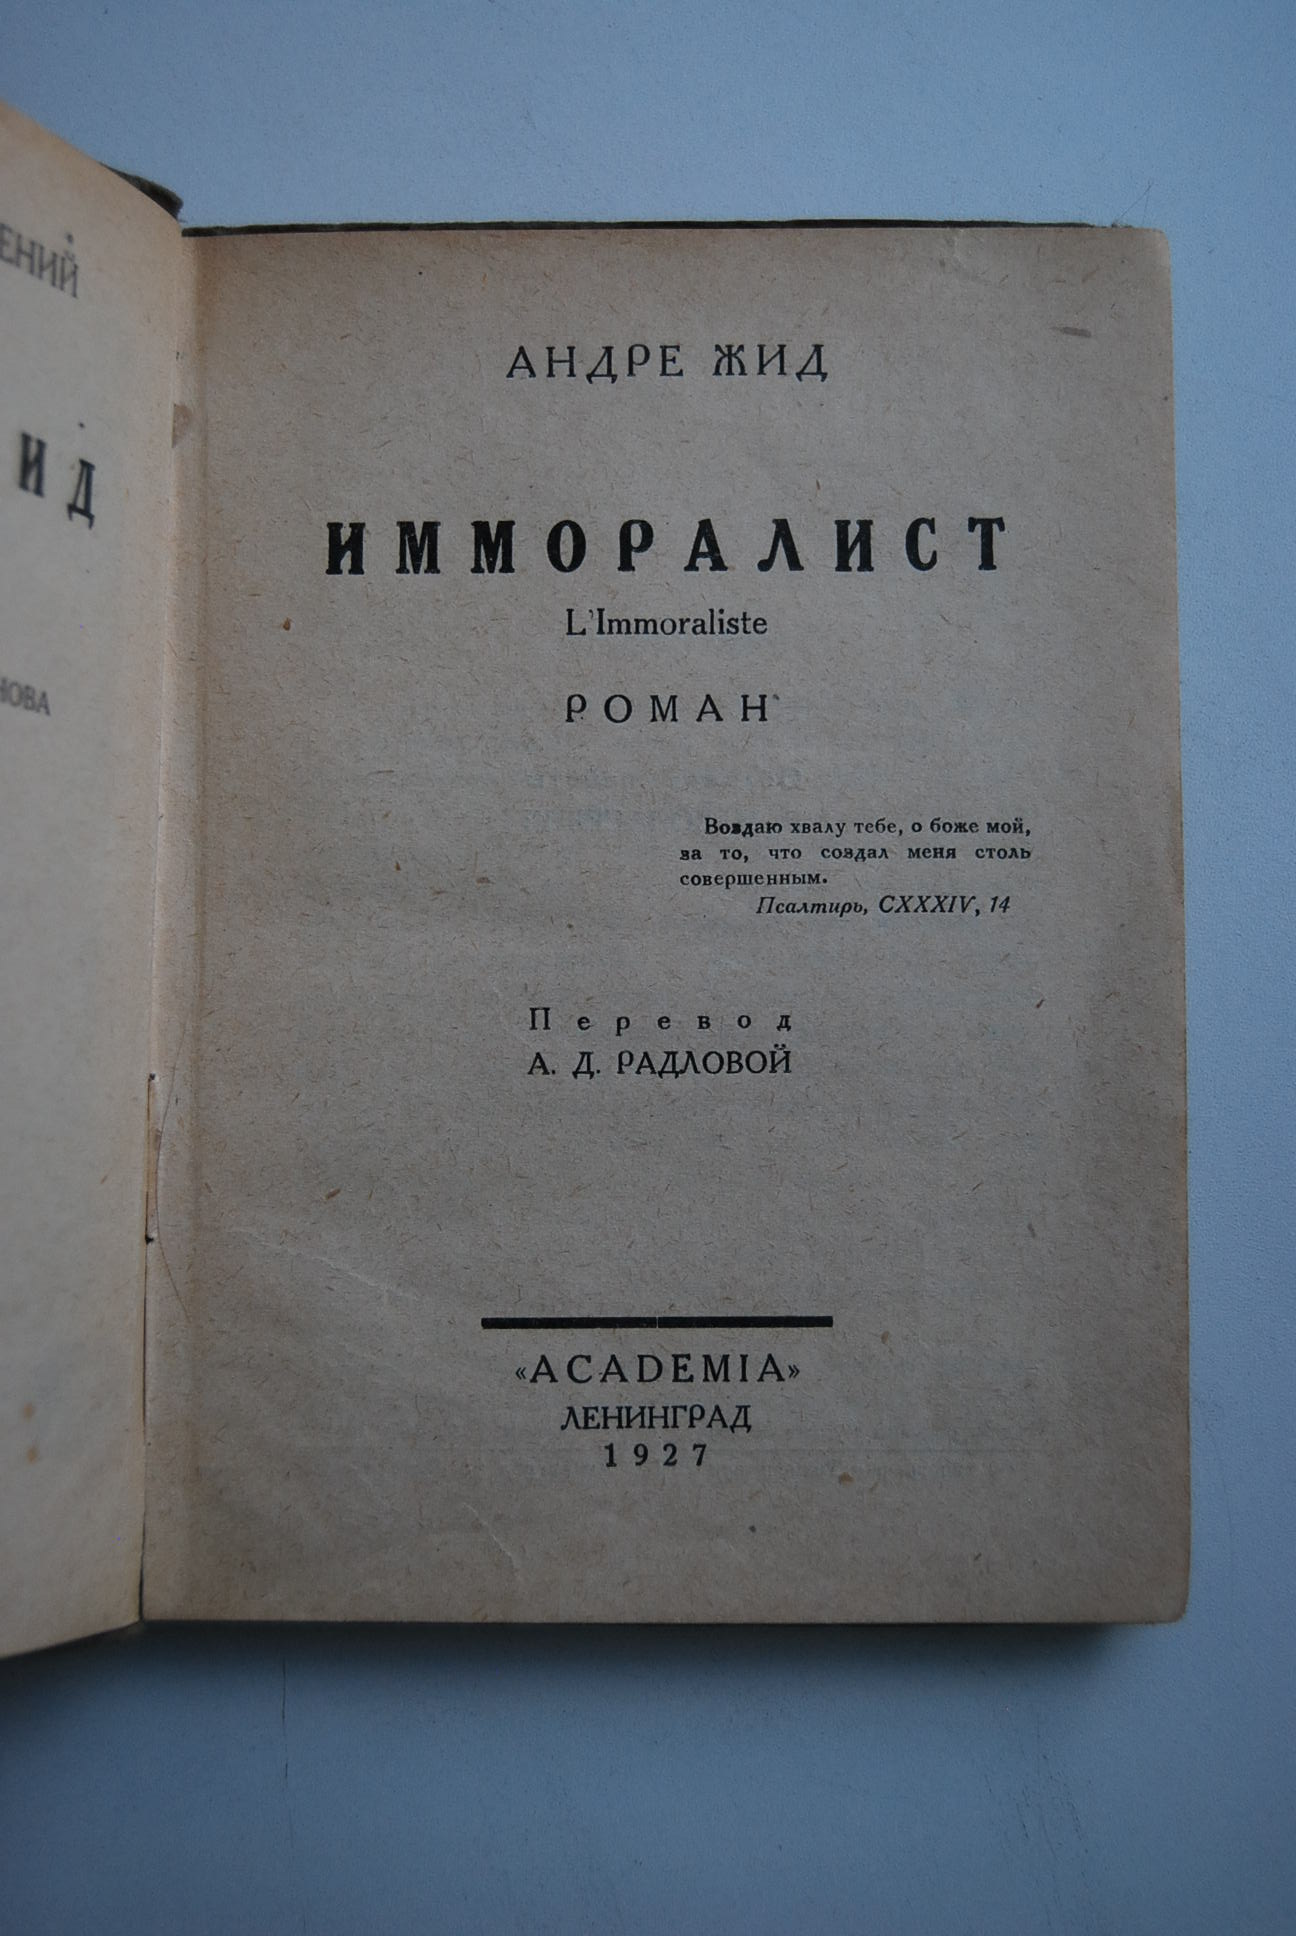 АНДРЕ ЖИД
ИММОРАЛИСТ
L'Immoraliste
РОМАН
Воздаю хвалу тебе, о боже мой,
за то, что создал меня столь
совершенным.
Псалтирь, CXXXIV, 14
Перевод
А. Д. РАДЛОВОЙ
«ACADEMIA»
ЛЕНИНГРАД
1927